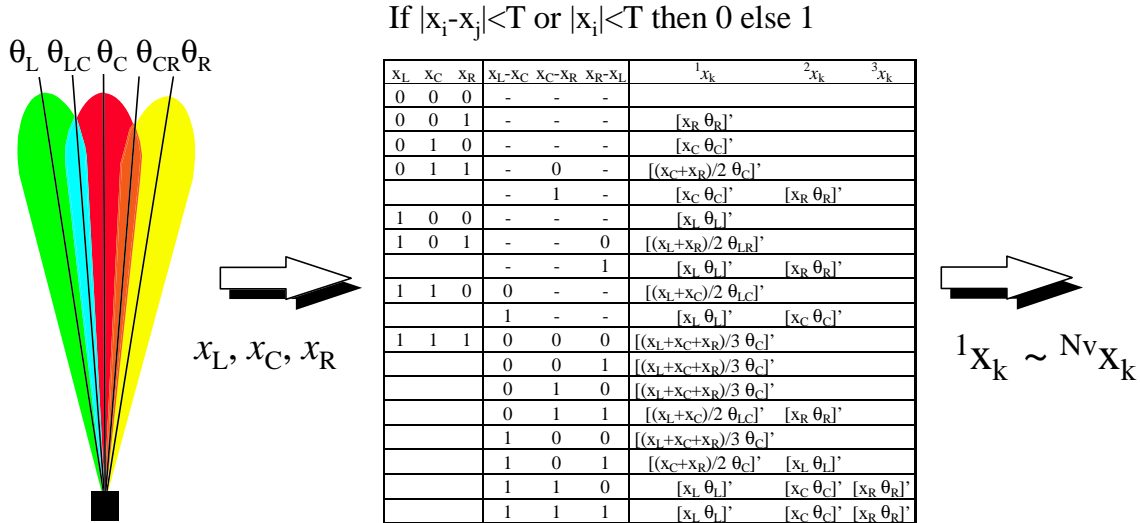 If |x_i-x_j|<T or |x_i|<T then 0 else 1
θL θLC θC θCR θR
xL xC xR xL-xC xC-xR xR-xL 1xk 2xk 3xk
0 0 0 - - -
0 0 1 - - - [xR θR]’
0 1 0 - - - [xC θC]’
0 1 1 - 0 - [(xC+xR)/2 θC]’
- 1 - [xC θC]’ [xR θR]’
1 0 0 - - - [xL θL]’
1 0 1 - - 0 [(xL+xR)/2 θLR]’
- - 1 [xL θL]’ [xR θR]’
1 1 0 0 - - [(xL+xC)/2 θLC]’
1 - - [xL θL]’ [xC θC]’
1 1 1 0 0 0 [(xL+xC+xR)/3 θC]’
0 0 1 [(xL+xC+xR)/3 θC]’
0 1 0 [(xL+xC+xR)/3 θC]’
0 1 1 [(xL+xC)/2 θLC]’ [xR θR]’
1 0 0 [(xL+xC+xR)/3 θC]’
1 0 1 [(xC+xR)/2 θC]’ [xL θL]’
1 1 0 [xL θL]’ [xC θC]’ [xR θR]’
1 1 1 [xL θL]’ [xC θC]’ [xR θR]’
xL, xC, xR
1xk ~ Nvxk